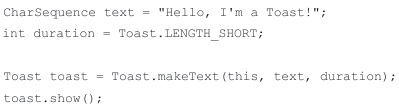 CharSequence text = "Hello, I'm a Toast!";
int duration = Toast.LENGTH_SHORT;
Toast toast = Toast.makeText(this, text, duration);
toast.show();